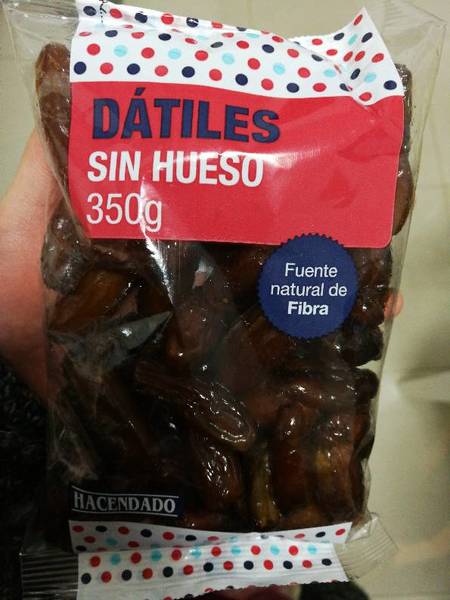 DÁTILES
SIN HUESO
350g
Fuente
natural de
Fibra
HACENDADO